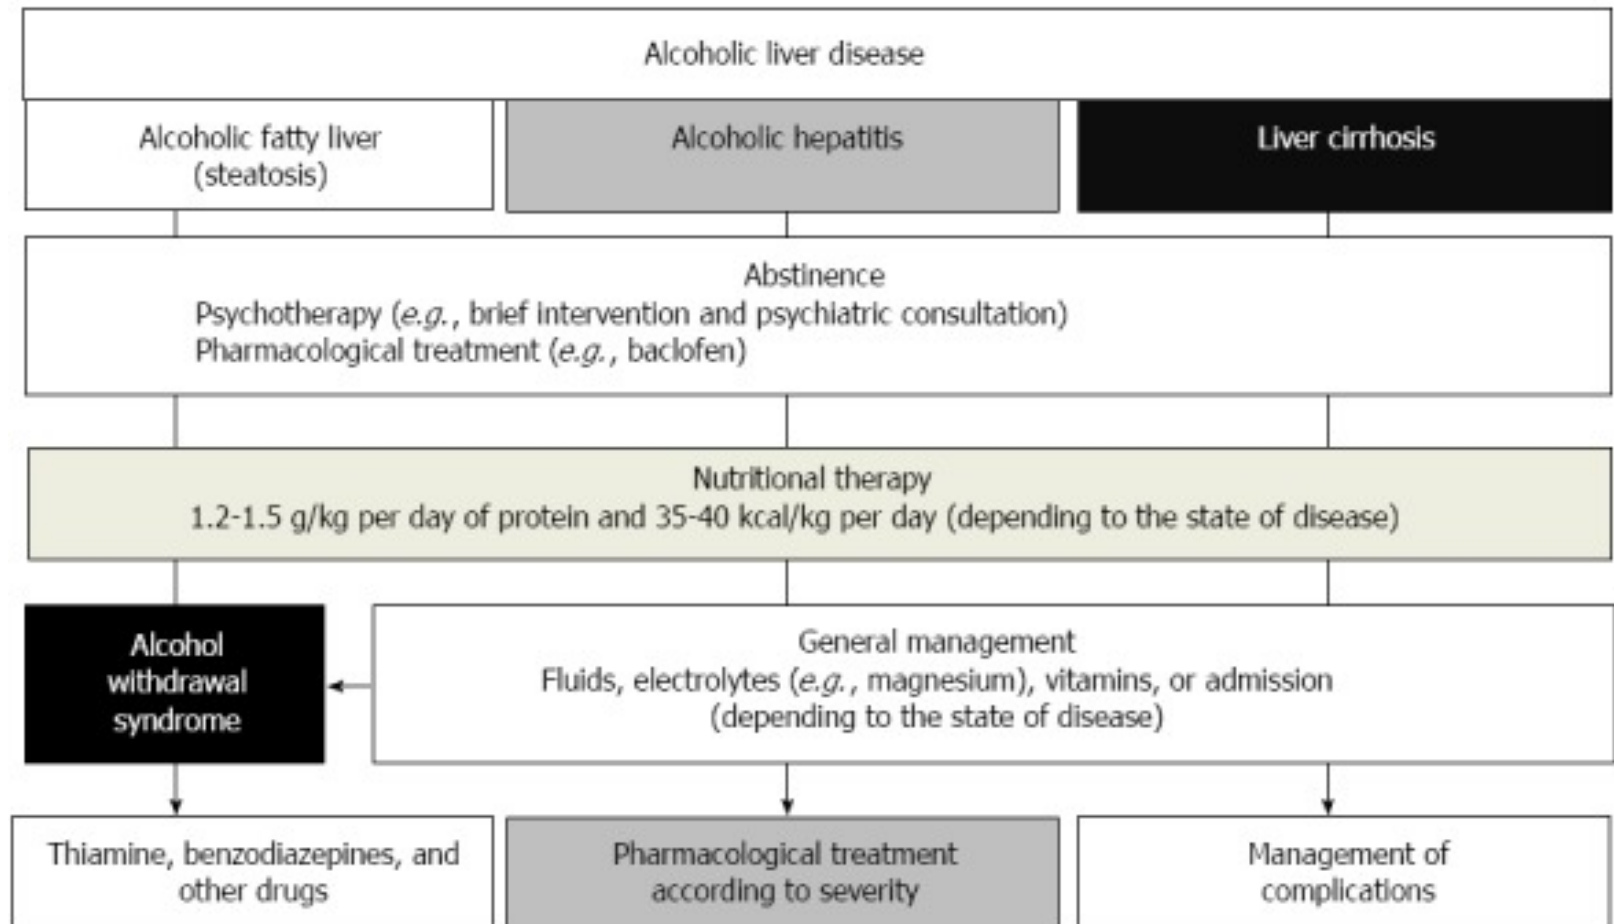 Alcoholic liver disease
Alcoholic fatty liver
(steatosis)
Alcoholic hepatitis
Liver cirrhosis
Abstinence
Psychotherapy (e.g., brief intervention and psychiatric consultation)
Pharmacological treatment (e.g., baclofen)
Nutritional therapy
1.2-1.5 g/kg per day of protein and 35-40 kcal/kg per day (depending to the state of disease)
Alcohol
withdrawal
syndrome
General management
Fluids, electrolytes (e.g., magnesium), vitamins, or admission
(depending to the state of disease)
Thiamine, benzodiazepines, and
other drugs
Pharmacological treatment
according to severity
Management of
complications